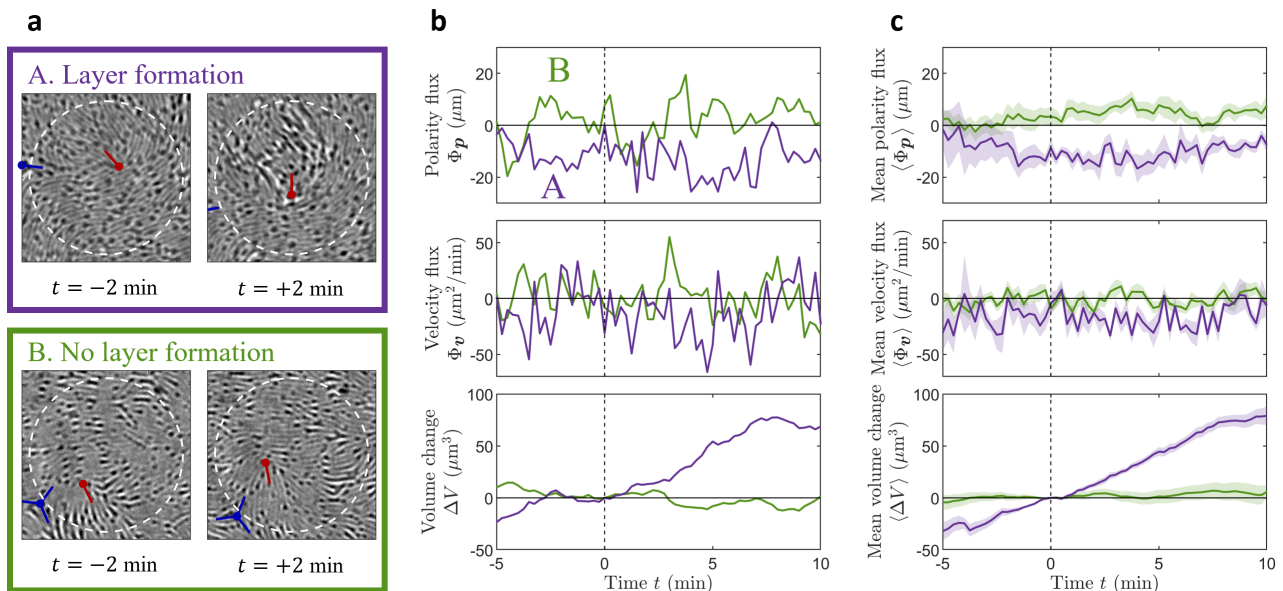 a
A. Layer formation
t = −2 min
t = +2 min
B. No layer formation
t = −2 min
t = +2 min
b
Polarity flux
Φp (μm)
20
0
-20
B
A
Velocity flux
Φv (μm²/min)
50
0
-50
Volume change
ΔV (μm³)
100
50
0
-50
-5
0
5
10
Time t (min)
c
Mean polarity flux
⟨Φp⟩ (μm)
20
0
-20
Mean velocity flux
⟨Φv⟩ (μm²/min)
50
0
-50
Mean volume change
⟨ΔV⟩ (μm³)
100
50
0
-50
-5
0
5
10
Time t (min)